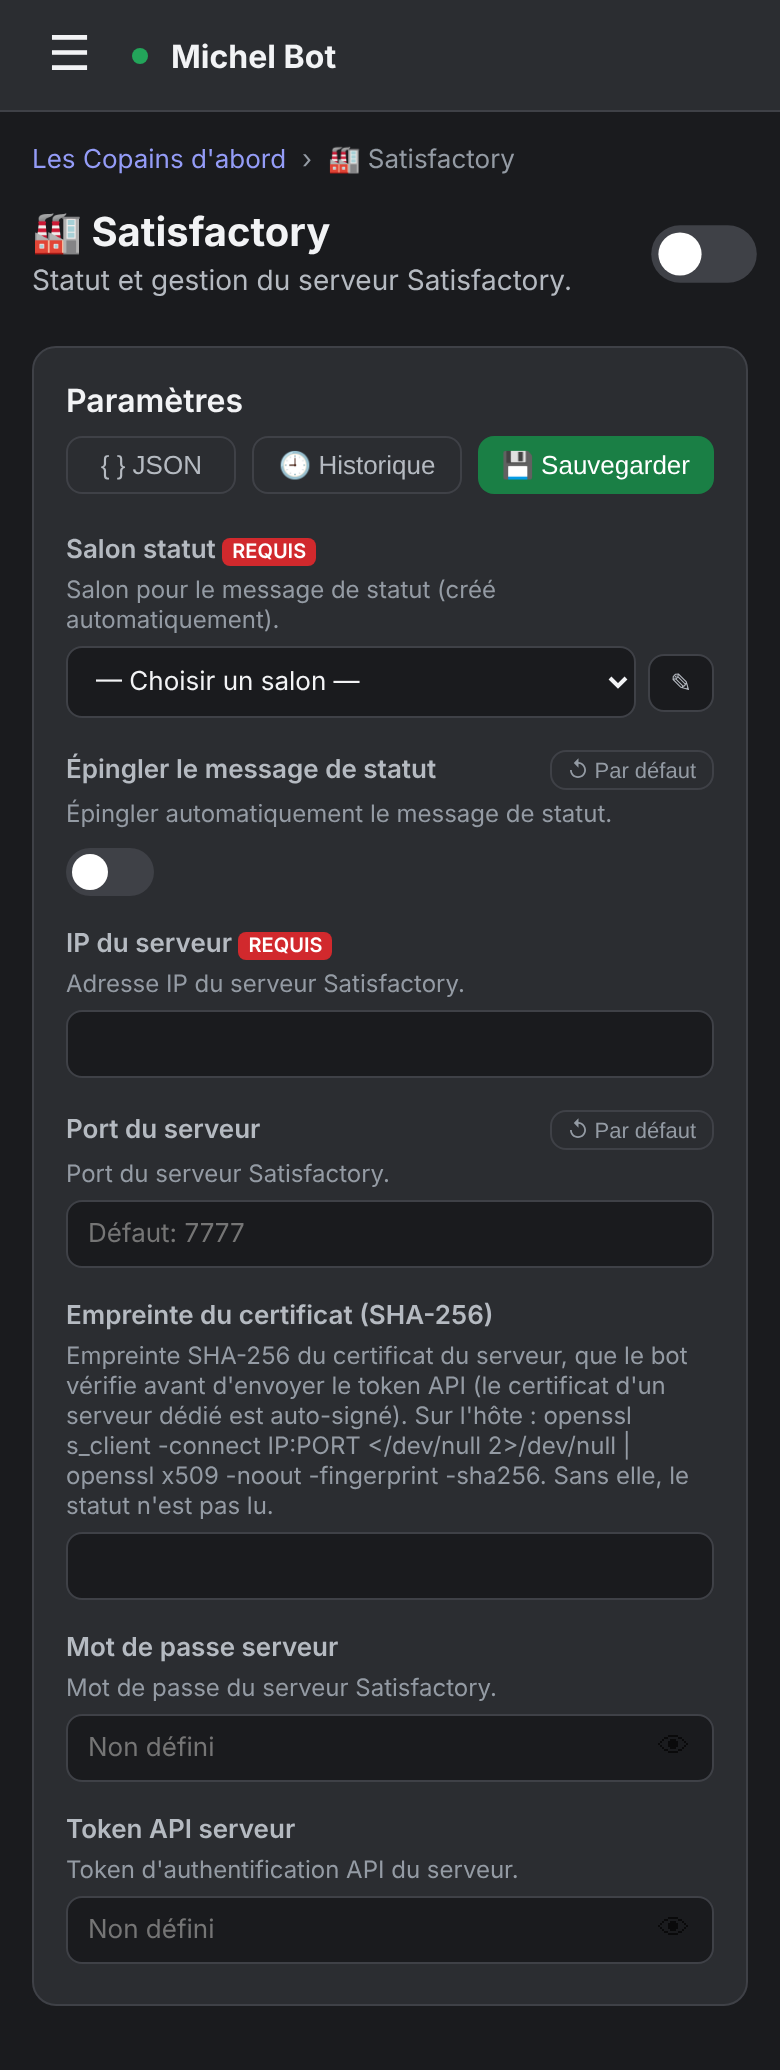 ☰ Michel Bot
Les Copains d'abord › 🏭 Satisfactory
🏭 Satisfactory
Statut et gestion du serveur Satisfactory.
Paramètres
{ } JSON
🕘 Historique
💾 Sauvegarder
Salon statut REQUIS
Salon pour le message de statut (créé
automatiquement).
— Choisir un salon —
✎
Épingler le message de statut
↺ Par défaut
Épingler automatiquement le message de statut.
IP du serveur REQUIS
Adresse IP du serveur Satisfactory.
Port du serveur
↺ Par défaut
Port du serveur Satisfactory.
Défaut: 7777
Empreinte du certificat (SHA-256)
Empreinte SHA-256 du certificat du serveur, que le bot
vérifie avant d'envoyer le token API (le certificat d'un
serveur dédié est auto-signé). Sur l'hôte : openssl
s_client -connect IP:PORT </dev/null 2>/dev/null |
openssl x509 -noout -fingerprint -sha256. Sans elle, le
statut n'est pas lu.
Mot de passe serveur
Mot de passe du serveur Satisfactory.
Non défini
Token API serveur
Token d'authentification API du serveur.
Non défini